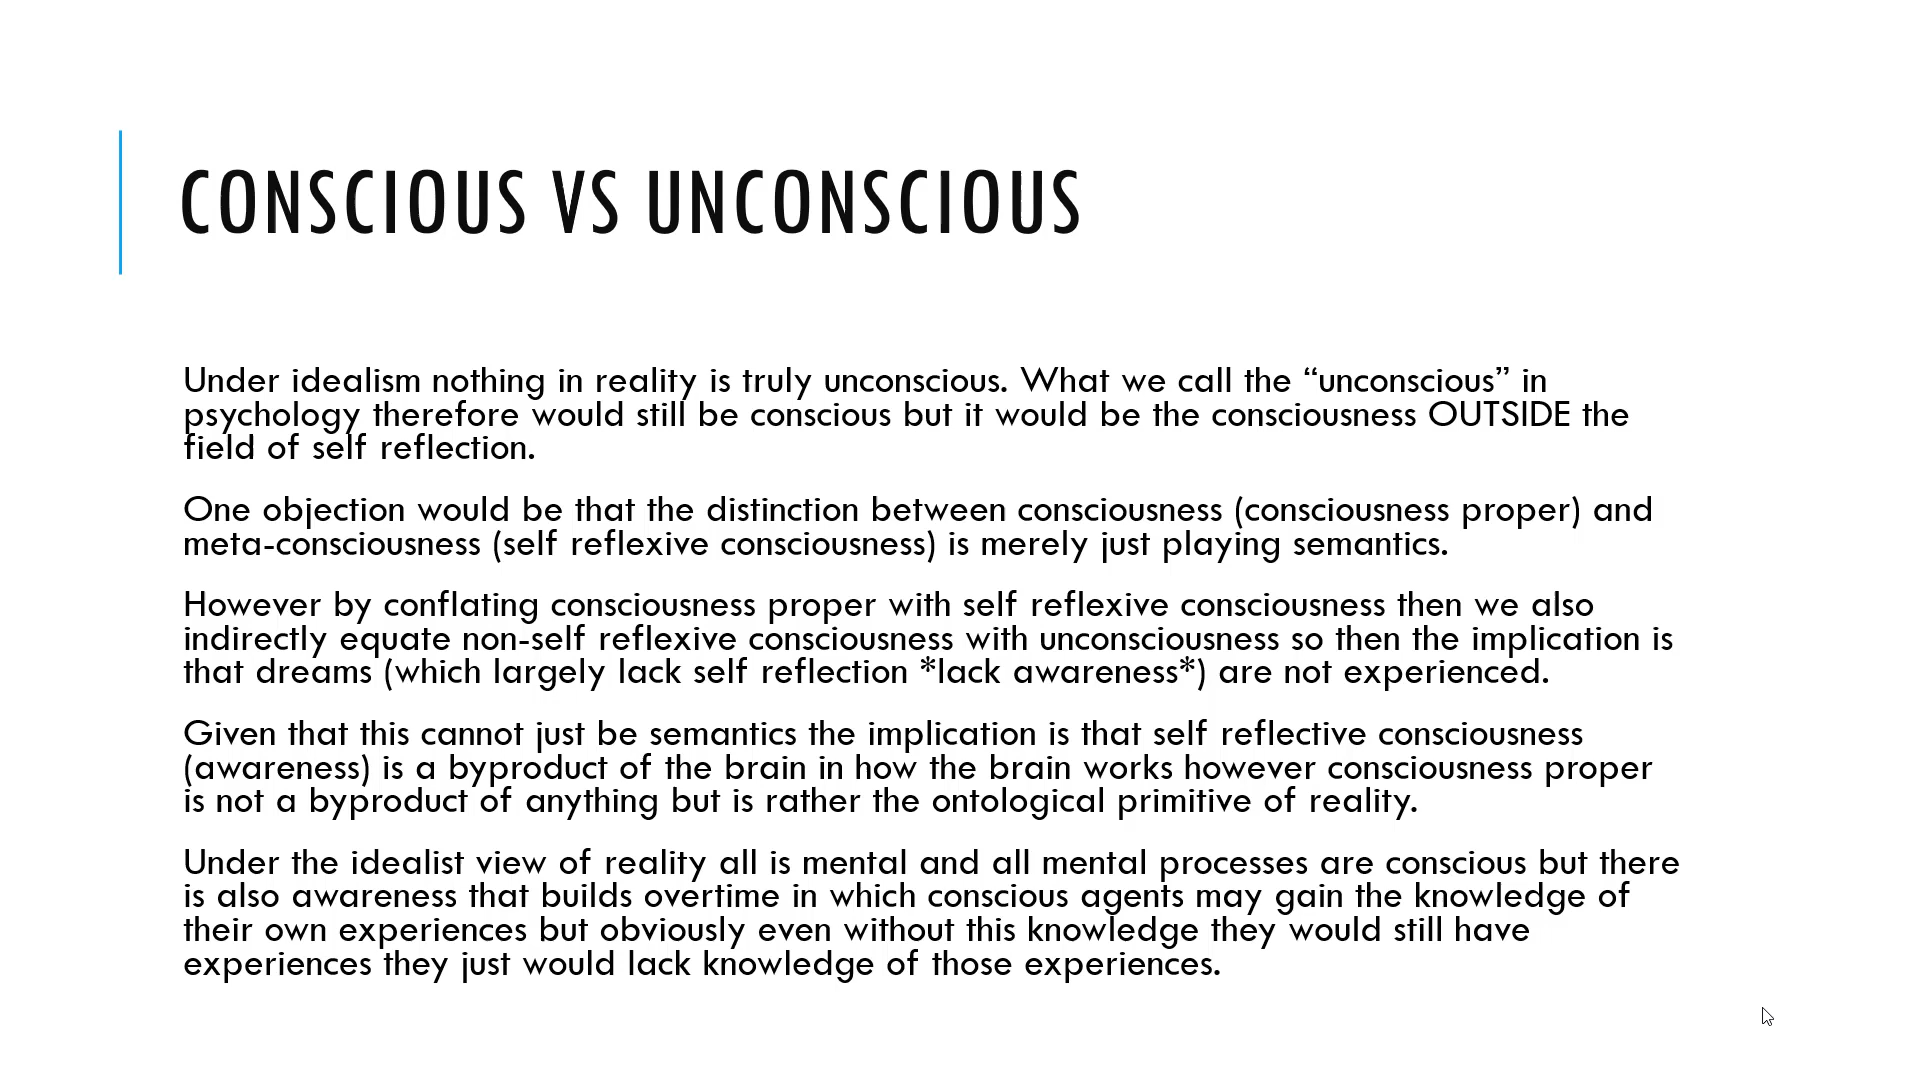 CONSCIOUS VS UNCONSCIOUS
Under idealism nothing in reality is truly unconscious. What we call the “unconscious” in
psychology therefore would still be conscious but it would be the consciousness OUTSIDE the
field of self reflection.
One objection would be that the distinction between consciousness (consciousness proper) and
meta-consciousness (self reflexive consciousness) is merely just playing semantics.
However by conflating consciousness proper with self reflexive consciousness then we also
indirectly equate non-self reflexive consciousness with unconsciousness so then the implication is
that dreams (which largely lack self reflection *lack awareness*) are not experienced.
Given that this cannot just be semantics the implication is that self reflective consciousness
(awareness) is a byproduct of the brain in how the brain works however consciousness proper
is not a byproduct of anything but is rather the ontological primitive of reality.
Under the idealist view of reality all is mental and all mental processes are conscious but there
is also awareness that builds overtime in which conscious agents may gain the knowledge of
their own experiences but obviously even without this knowledge they would still have
experiences they just would lack knowledge of those experiences.